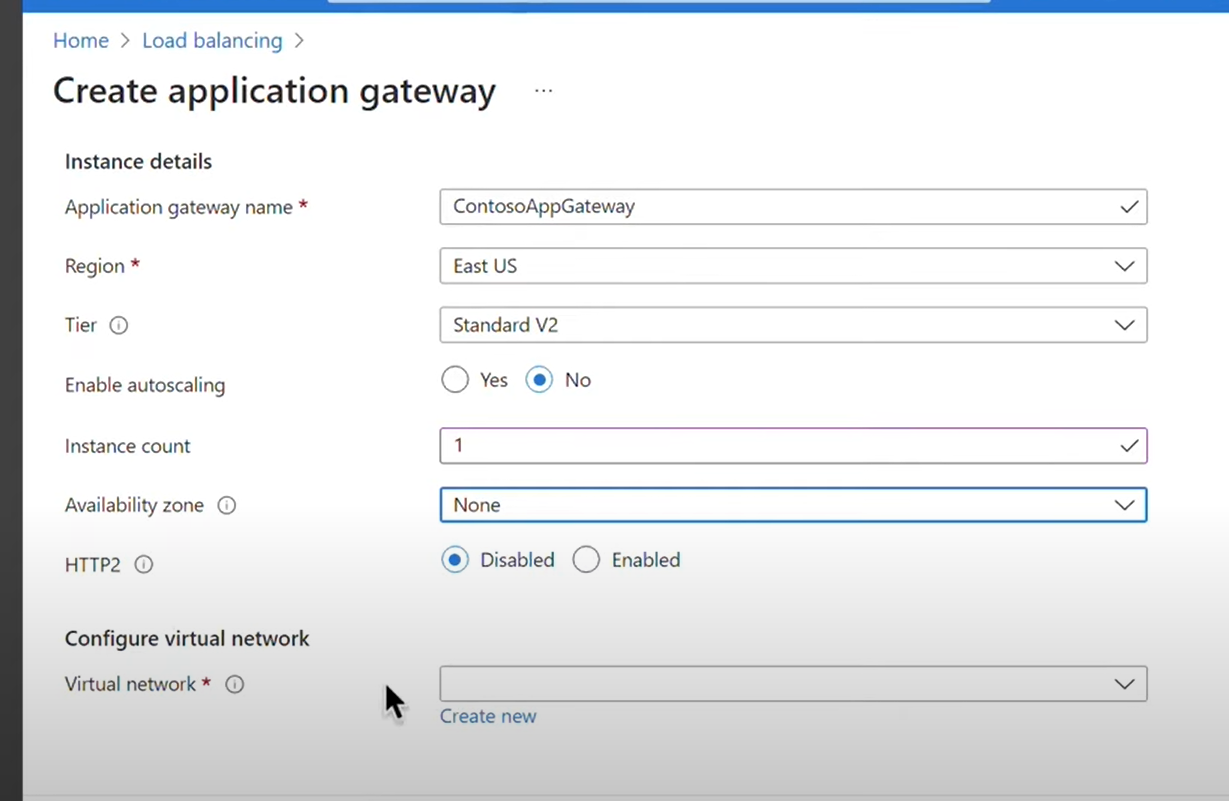 Home > Load balancing >
Create application gateway ...
Instance details
Application gateway name * ContosoAppGateway
Region * East US
Tier Standard V2
Enable autoscaling Yes No
Instance count 1
Availability zone None
HTTP2 Disabled Enabled
Configure virtual network
Virtual network *
Create new